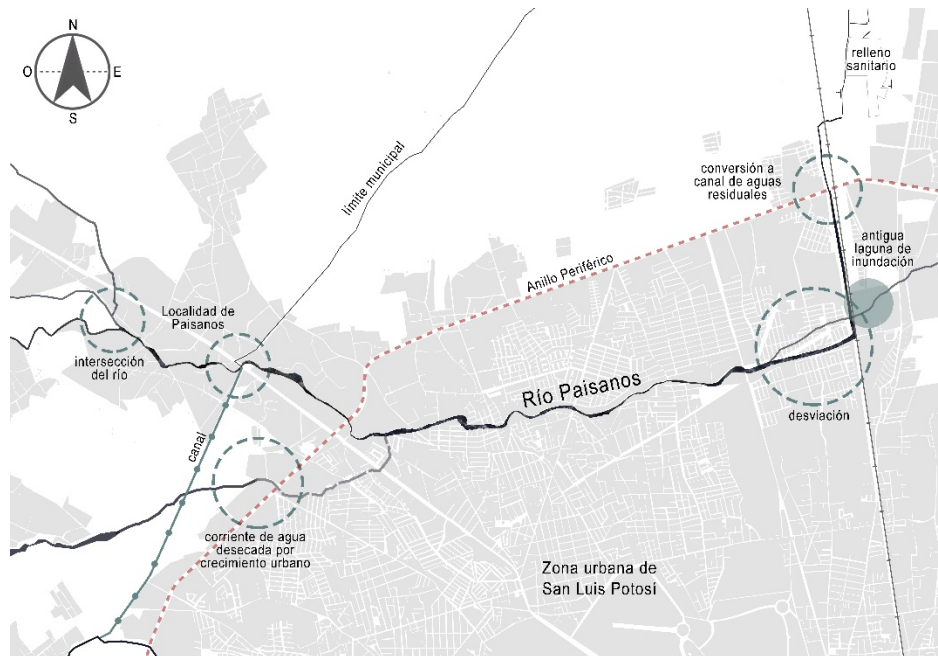 N
O
E
S
relleno
sanitario
límite municipal
conversión a
canal de aguas
residuales
antigua
laguna de
inundación
Anillo Periférico
Localidad de
Paisanos
intersección
del río
Río Paisanos
desviación
canal
corriente de agua
desecada por
crecimiento urbano
Zona urbana de
San Luis Potosí